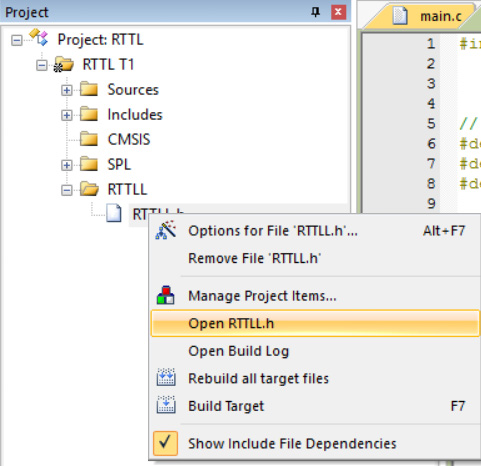 Project
Project: RTTL
RTTL T1
Sources
Includes
CMSIS
SPL
RTTLL
RTTLL.h
Options for File 'RTTLL.h'... Alt+F7
Remove File 'RTTLL.h'
Manage Project Items...
Open RTTLL.h
Open Build Log
Rebuild all target files
Build Target F7
Show Include File Dependencies
main.c
1 #in
2
3
4
5 //
6 #de
7 #de
8 #de
9